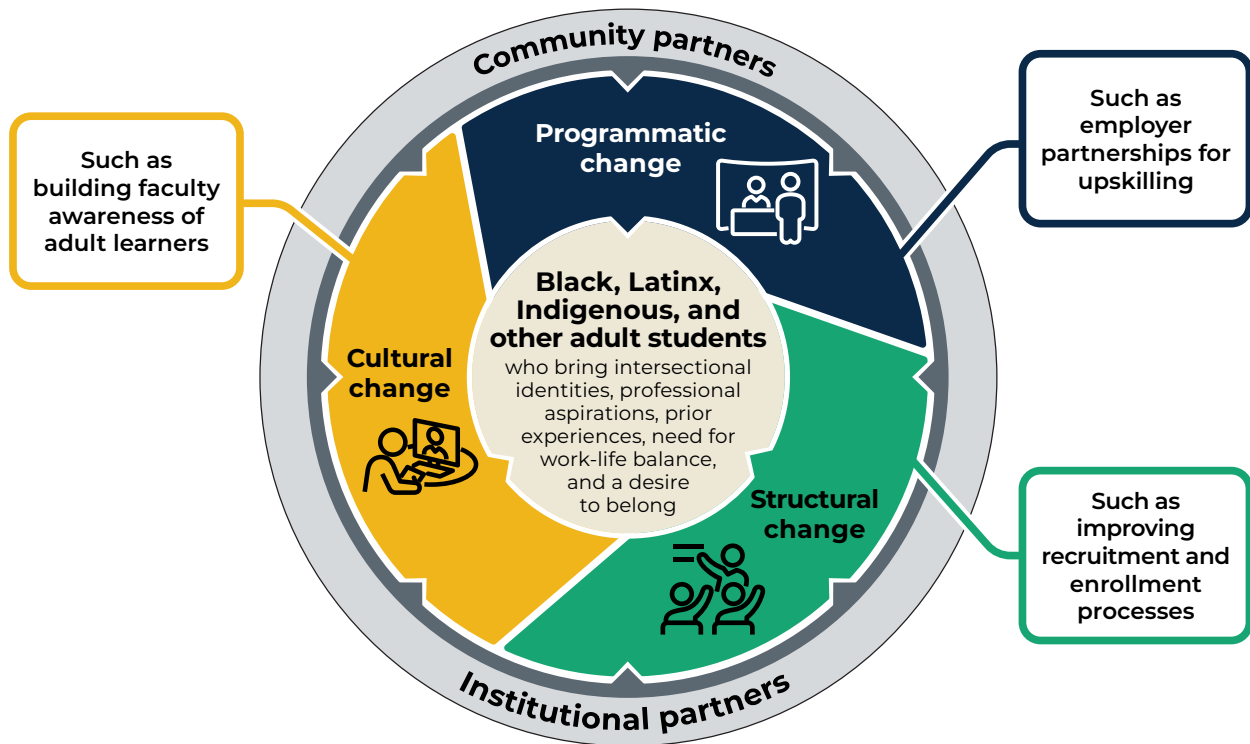 Community partners
Such as
building faculty
awareness of
adult learners
Programmatic
change
Such as
employer
partnerships for
upskilling
Black, Latinx,
Indigenous, and
other adult students
who bring intersectional
identities, professional
aspirations, prior
experiences, need for
work-life balance,
and a desire
to belong
Cultural
change
Structural
change
Such as
improving
recruitment and
enrollment
processes
Institutional partners